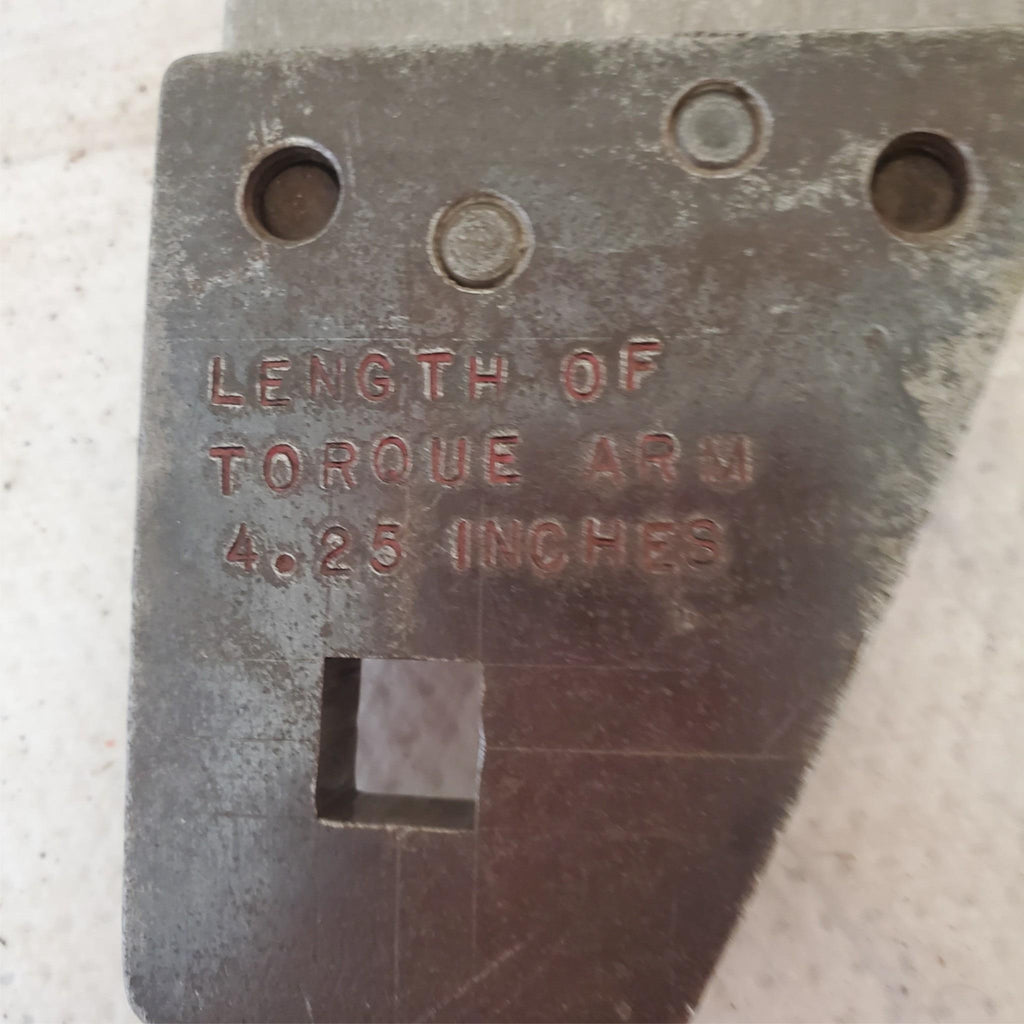 LENGTH OF
TORQUE ARM
4.25 INCHES